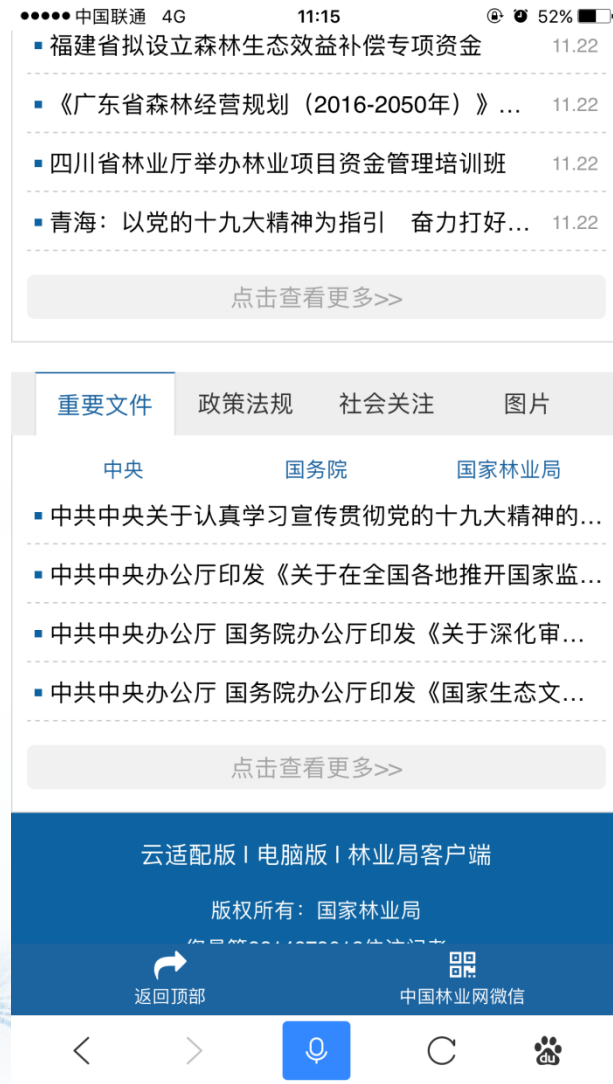 中国联通 4G 11:15 52%
福建省拟设立森林生态效益补偿专项资金 11.22
《广东省森林经营规划（2016-2050年）》... 11.22
四川省林业厅举办林业项目资金管理培训班 11.22
青海：以党的十九大精神为指引 奋力打好... 11.22
点击查看更多>>
重要文件 政策法规 社会关注 图片
中央 国务院 国家林业局
中共中央关于认真学习宣传贯彻党的十九大精神的...
中共中央办公厅印发《关于在全国各地推开国家监...
中共中央办公厅 国务院办公厅印发《关于深化审...
中共中央办公厅 国务院办公厅印发《国家生态文...
点击查看更多>>
云适配版 | 电脑版 | 林业局客户端
版权所有：国家林业局
返回顶部 中国林业网微信
du